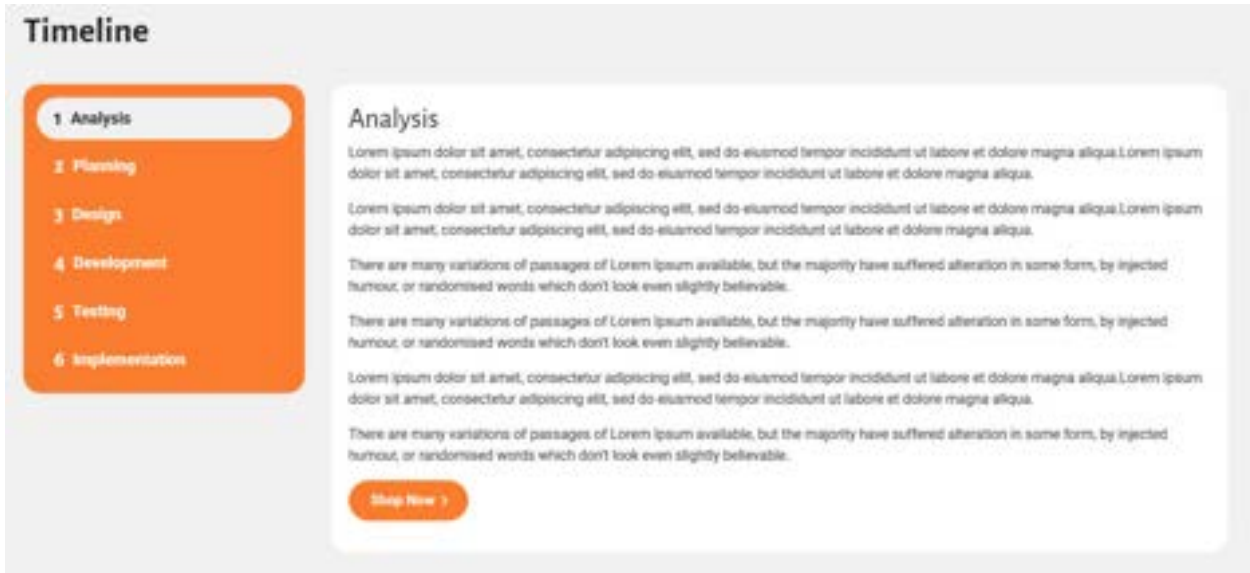 Timeline
1 Analysis
2 Planning
3 Design
4 Development
5 Testing
6 Implementation
Analysis
Lorem ipsum dolor sit amet, consectetur adipiscing elit, sed do eiusmod tempor incididunt ut labore et dolore magna aliqua.Lorem ipsum
dolor sit amet, consectetur adipiscing elit, sed do eiusmod tempor incididunt ut labore et dolore magna aliqua.
Lorem ipsum dolor sit amet, consectetur adipiscing elit, sed do eiusmod tempor incididunt ut labore et dolore magna aliqua.Lorem ipsum
dolor sit amet, consectetur adipiscing elit, sed do eiusmod tempor incididunt ut labore et dolore magna aliqua.
There are many variations of passages of Lorem Ipsum available, but the majority have suffered alteration in some form, by injected
humour, or randomised words which don't look even slightly believable.
There are many variations of passages of Lorem Ipsum available, but the majority have suffered alteration in some form, by injected
humour, or randomised words which don't look even slightly believable.
Lorem ipsum dolor sit amet, consectetur adipiscing elit, sed do eiusmod tempor incididunt ut labore et dolore magna aliqua.Lorem ipsum
dolor sit amet, consectetur adipiscing elit, sed do eiusmod tempor incididunt ut labore et dolore magna aliqua.
There are many variations of passages of Lorem Ipsum available, but the majority have suffered alteration in some form, by injected
humour, or randomised words which don't look even slightly believable.
Shop Now >